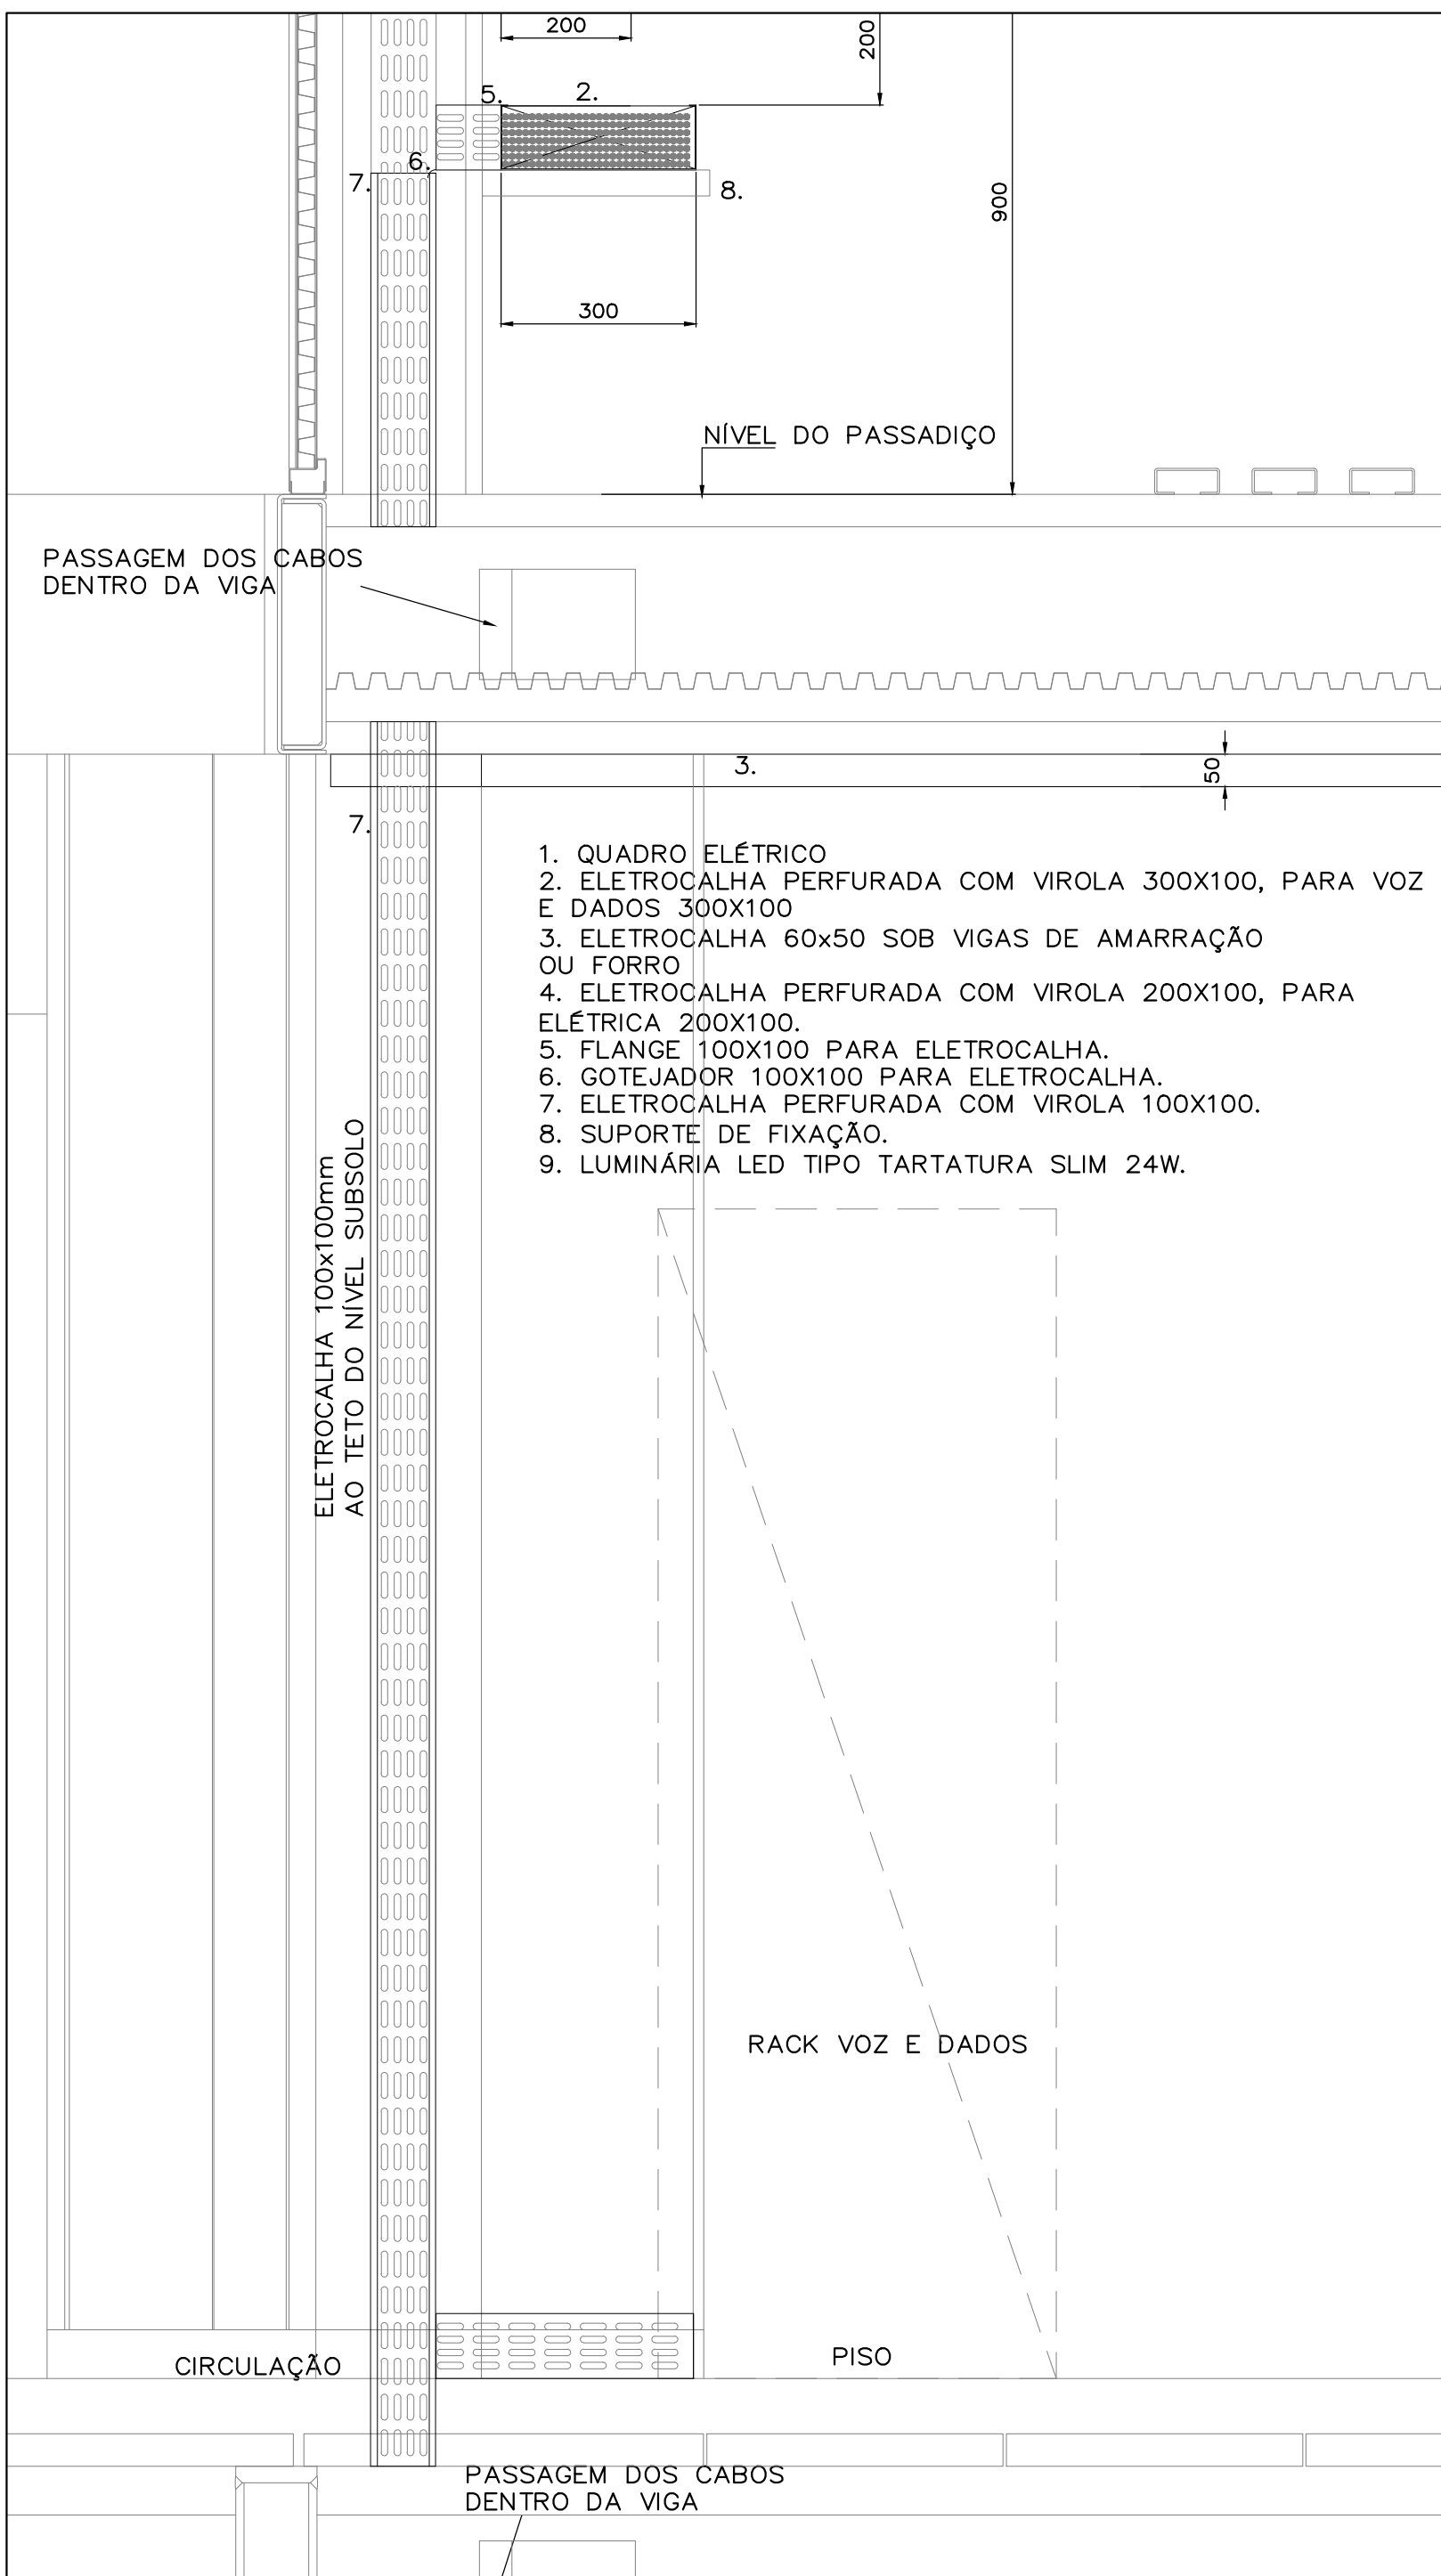 200
200
5.
2.
6.
7.
8.
900
300
NÍVEL DO PASSADIÇO
PASSAGEM DOS CABOS
DENTRO DA VIGA
3.
50
7.
1. QUADRO ELÉTRICO
2. ELETROCALHA PERFURADA COM VIROLA 300X100, PARA VOZ
E DADOS 300X100
3. ELETROCALHA 60x50 SOB VIGAS DE AMARRAÇÃO
OU FORRO
4. ELETROCALHA PERFURADA COM VIROLA 200X100, PARA
ELÉTRICA 200X100.
5. FLANGE 100X100 PARA ELETROCALHA.
6. GOTEJADOR 100X100 PARA ELETROCALHA.
7. ELETROCALHA PERFURADA COM VIROLA 100X100.
8. SUPORTE DE FIXAÇÃO.
9. LUMINÁRIA LED TIPO TARTATURA SLIM 24W.
ELETROCALHA 100x100mm
AO TETO DO NÍVEL SUBSOLO
RACK VOZ E DADOS
CIRCULAÇÃO
PISO
PASSAGEM DOS CABOS
DENTRO DA VIGA